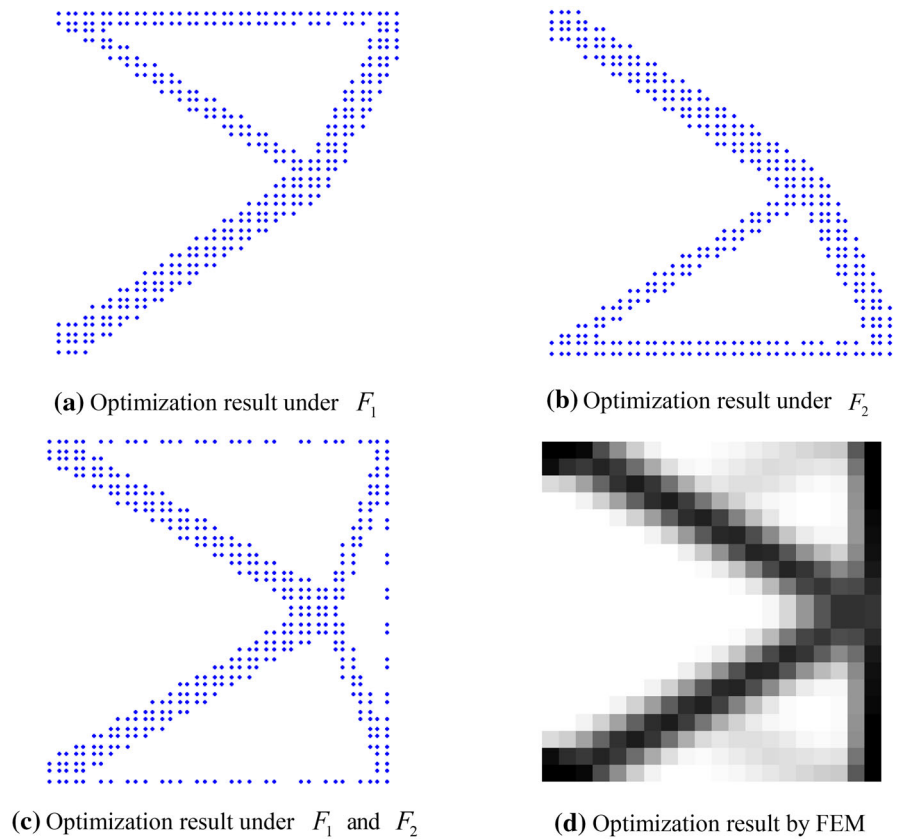 (a) Optimization result under F₁
(b) Optimization result under F₂
(c) Optimization result under F₁ and F₂
(d) Optimization result by FEM